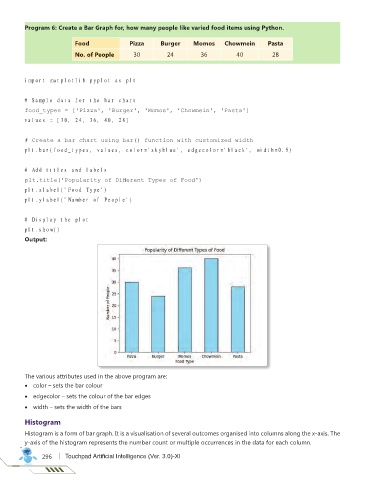 Program 6: Create a Bar Graph for, how many people like varied food items using Python.
Food Pizza Burger Momos Chowmein Pasta
No. of People 30 24 36 40 28
import matplotlib.pyplot as plt
# Sample data for the bar chart
food_types = ['Pizza', 'Burger', 'Momos', 'Chowmein', 'Pasta']
values = [30, 24, 36, 40, 28]
# Create a bar chart using bar() function with customized width
plt.bar(food_types, values, color='skyblue', edgecolor='black', width=0.5)
# Add titles and labels
plt.title('Popularity of Different Types of Food')
plt.xlabel('Food Type')
plt.ylabel('Number of People')
# Display the plot
plt.show()
Output:
Popularity of Different Types of Food
40
35
30
25
20
15
10
5
0
Number of People
Pizza Burger Momos Chowmein Pasta
Food Type
The various attributes used in the above program are:
• color – sets the bar colour
• edgecolor – sets the colour of the bar edges
• width – sets the width of the bars
Histogram
Histogram is a form of bar graph. It is a visualisation of several outcomes organised into columns along the x-axis. The
y-axis of the histogram represents the number count or multiple occurrences in the data for each column.
296 Touchpad Artificial Intelligence (Ver. 3.0)-XI